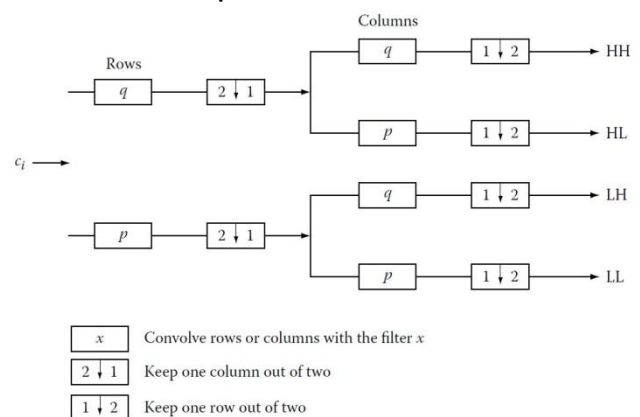 Columns
q 1 ↓ 2 HH
Rows
q 2 ↓ 1
p 1 ↓ 2 HL
c_i
q 1 ↓ 2 LH
p 2 ↓ 1
p 1 ↓ 2 LL
x Convolve rows or columns with the filter x
2 ↓ 1 Keep one column out of two
1 ↓ 2 Keep one row out of two